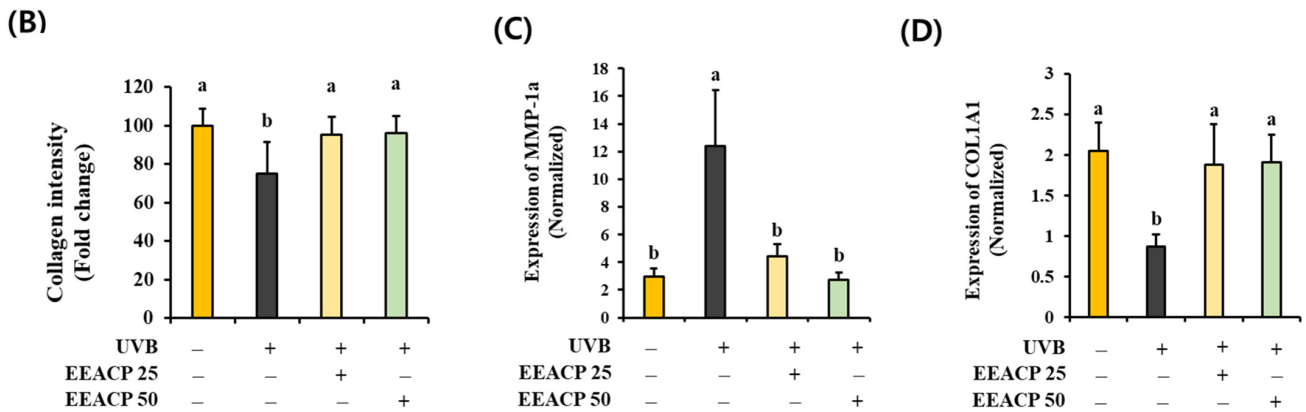 (B)
Collagen intensity
(Fold change)
120
100
80
60
40
20
0
a
b
a
a
UVB – + + +
EEACP 25 – – + –
EEACP 50 – – – +
(C)
Expression of MMP-1a
(Normalized)
18
16
14
12
10
8
6
4
2
0
b
a
b
b
UVB – + + +
EEACP 25 – – + –
EEACP 50 – – – +
(D)
Expression of COL1A1
(Normalized)
3
2.5
2
1.5
1
0.5
0
a
b
a
a
UVB – + + +
EEACP 25 – – + –
EEACP 50 – – – +